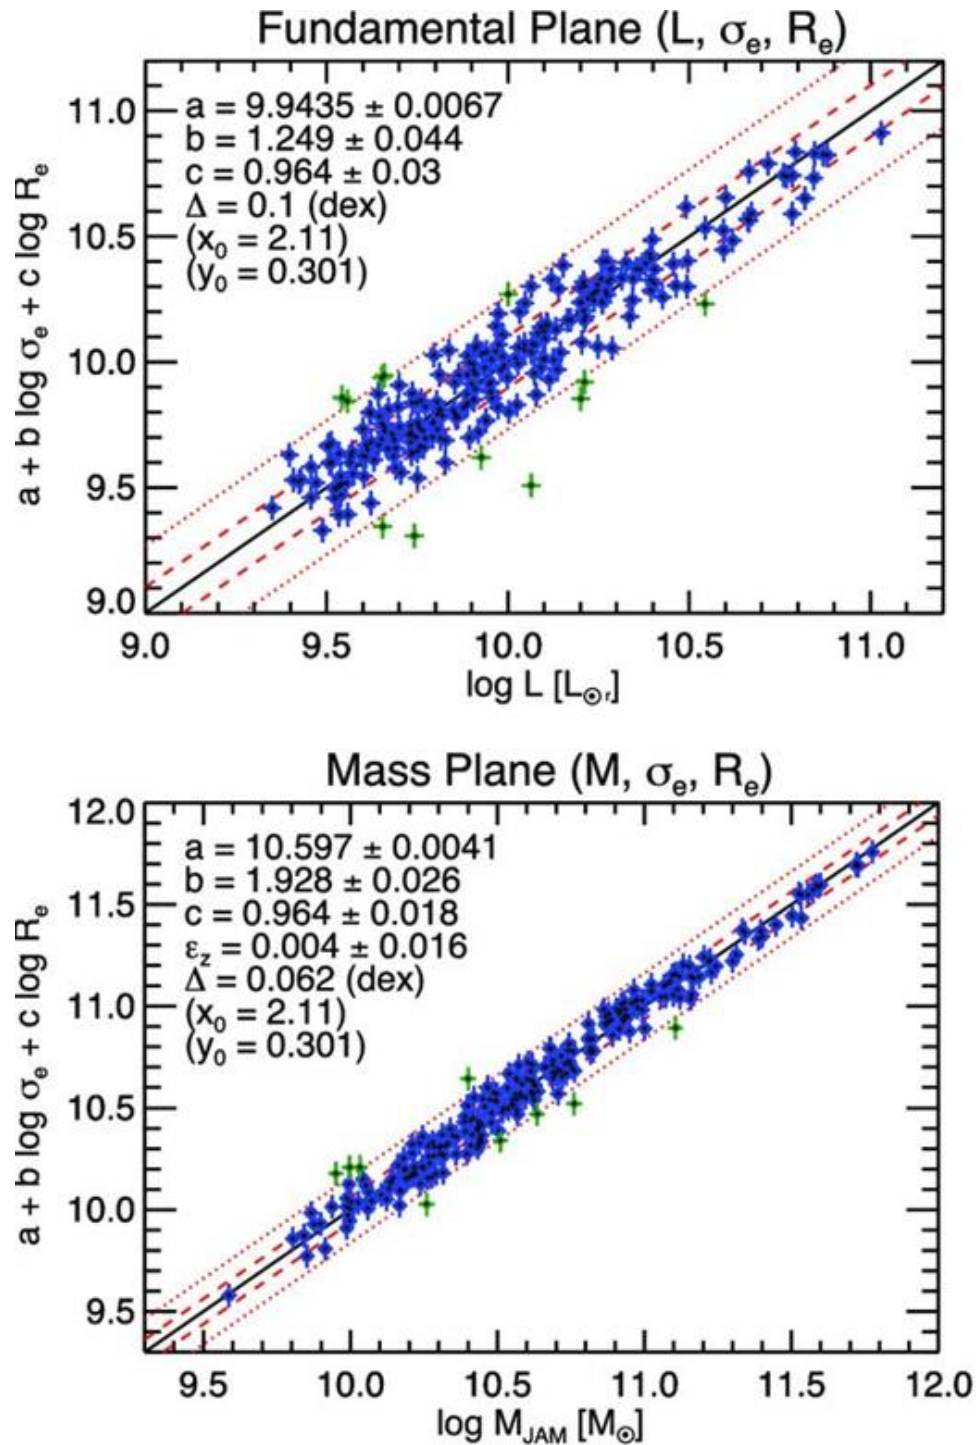 Fundamental Plane (L, σe, Re)
a = 9.9435 ± 0.0067
b = 1.249 ± 0.044
c = 0.964 ± 0.03
Δ = 0.1 (dex)
(x0 = 2.11)
(y0 = 0.301)
a + b log σe + c log Re
11.0
10.5
10.0
9.5
9.0
9.0 9.5 10.0 10.5 11.0
log L [L⊙r]
Mass Plane (M, σe, Re)
a = 10.597 ± 0.0041
b = 1.928 ± 0.026
c = 0.964 ± 0.018
εz = 0.004 ± 0.016
Δ = 0.062 (dex)
(x0 = 2.11)
(y0 = 0.301)
a + b log σe + c log Re
12.0
11.5
11.0
10.5
10.0
9.5
9.5 10.0 10.5 11.0 11.5 12.0
log MJAM [M⊙]